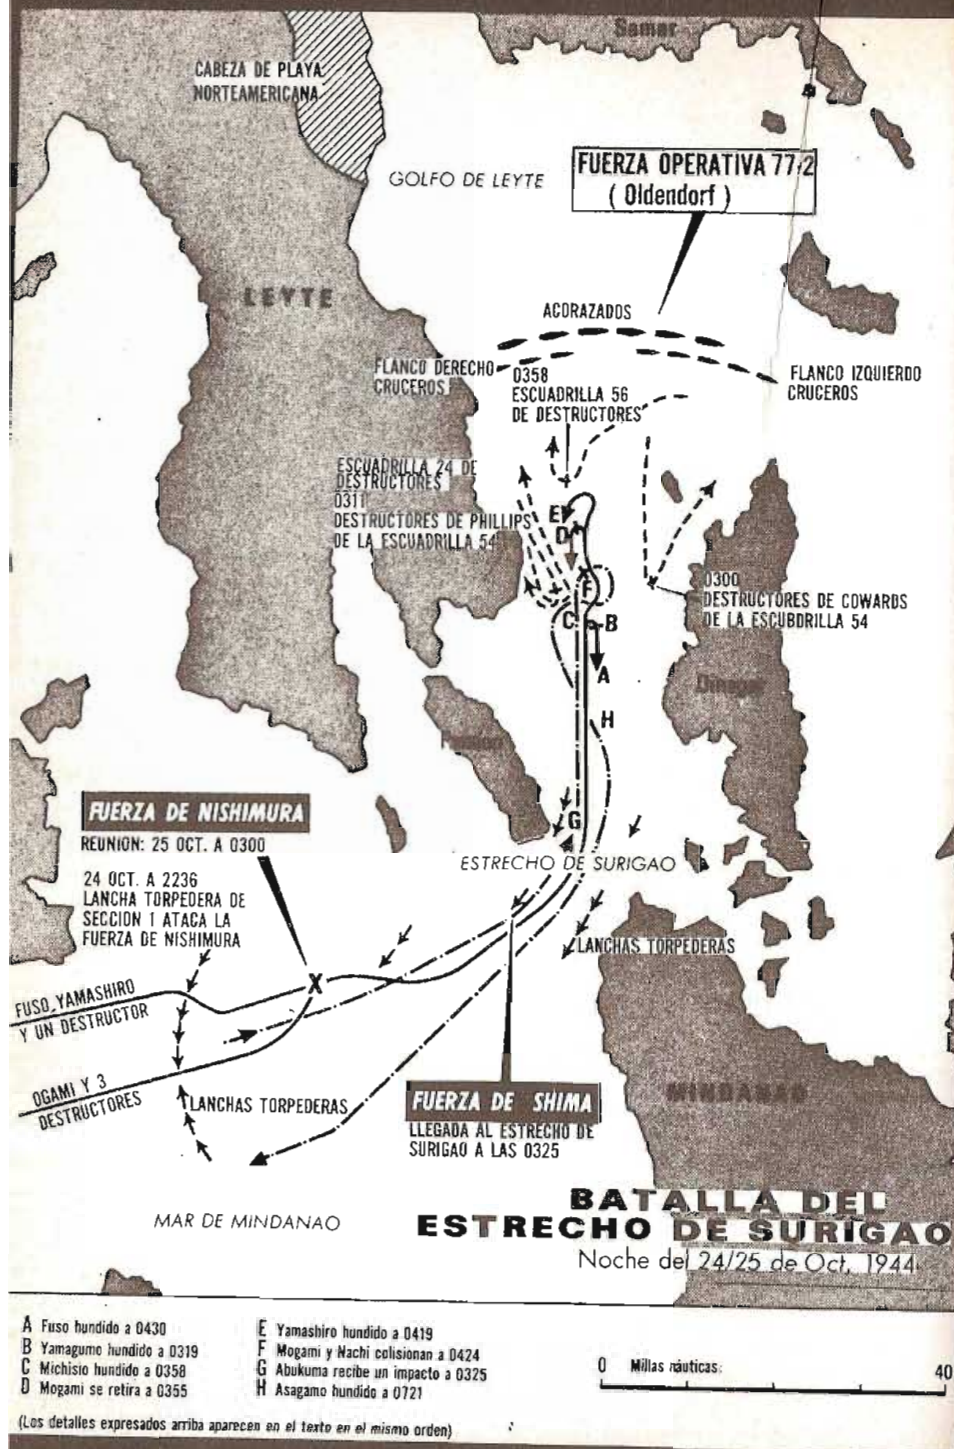 Samar
CABEZA DE PLAYA
NORTEAMERICANA
GOLFO DE LEYTE
FUERZA OPERATIVA 77.2
( Oldendorf )
LEYTE
ACORAZADOS
FLANCO DERECHO
CRUCEROS
FLANCO IZQUIERDO
CRUCEROS
0358
ESCUADRILLA 56
DE DESTRUCTORES
ESCUADRILLA 24 DE
DESTRUCTORES
0311
DESTRUCTORES DE PHILLIPS
DE LA ESCUADRILLA 54
E
D
F
C
B
A
H
G
0300
DESTRUCTORES DE COWARDS
DE LA ESCUBDRILLA 54
Dinagat
FUERZA DE NISHIMURA
REUNION: 25 OCT. A 0300
24 OCT. A 2236
LANCHA TORPEDERA DE
SECCION 1 ATACA LA
FUERZA DE NISHIMURA
ESTRECHO DE SURIGAO
LANCHAS TORPEDERAS
X
FUSO, YAMASHIRO
Y UN DESTRUCTOR
OGAMI Y 3
DESTRUCTORES
LANCHAS TORPEDERAS
FUERZA DE SHIMA
LLEGADA AL ESTRECHO DE
SURIGAO A LAS 0325
MINDANAO
MAR DE MINDANAO
BATALLA DEL
ESTRECHO DE SURIGAO
Noche del 24/25 de Oct, 1944
A Fuso hundido a 0430
B Yamagumo hundido a 0319
C Michisio hundido a 0358
D Mogami se retira a 0355
E Yamashiro hundido a 0419
F Mogami y Nachi colisionan a 0424
G Abukuma recibe un impacto a 0325
H Asagamo hundido a 0721
0 Millas náuticas: 40
(Los detalles expresados arriba aparecen en el texto en el mismo orden)